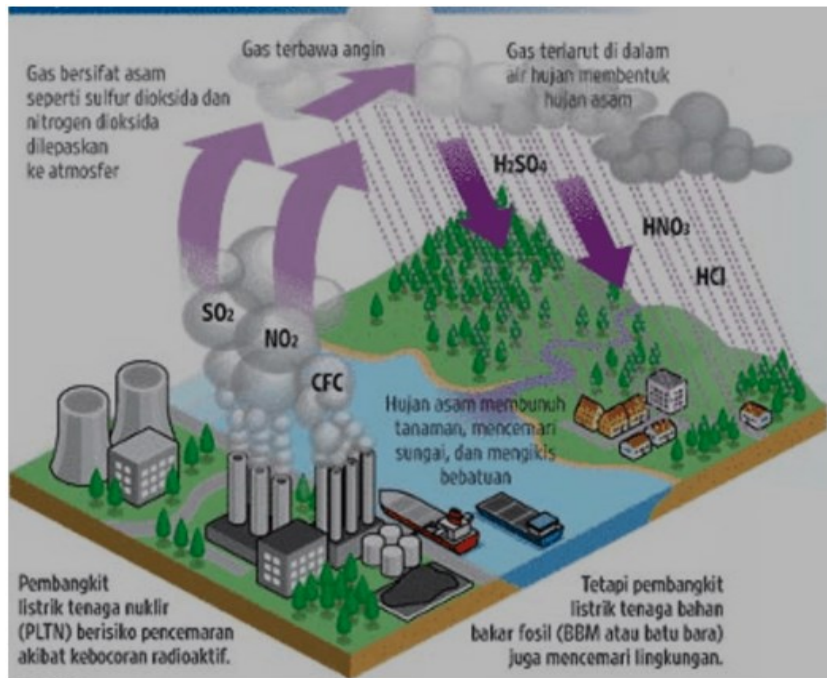 Gas terbawa angin
Gas bersifat asam
seperti sulfur dioksida dan
nitrogen dioksida
dilepaskan
ke atmosfer
Gas terlarut di dalam
air hujan membentuk
hujan asam
H₂SO₄
HNO₃
HCl
SO₂
NO₂
CFC
Hujan asam membunuh
tanaman, mencemari
sungai, dan mengikis
bebatuan
Pembangkit
listrik tenaga nuklir
(PLTN) berisiko pencemaran
akibat kebocoran radioaktif.
Tetapi pembangkit
listrik tenaga bahan
bakar fosil (BBM atau batu bara)
juga mencemari lingkungan.